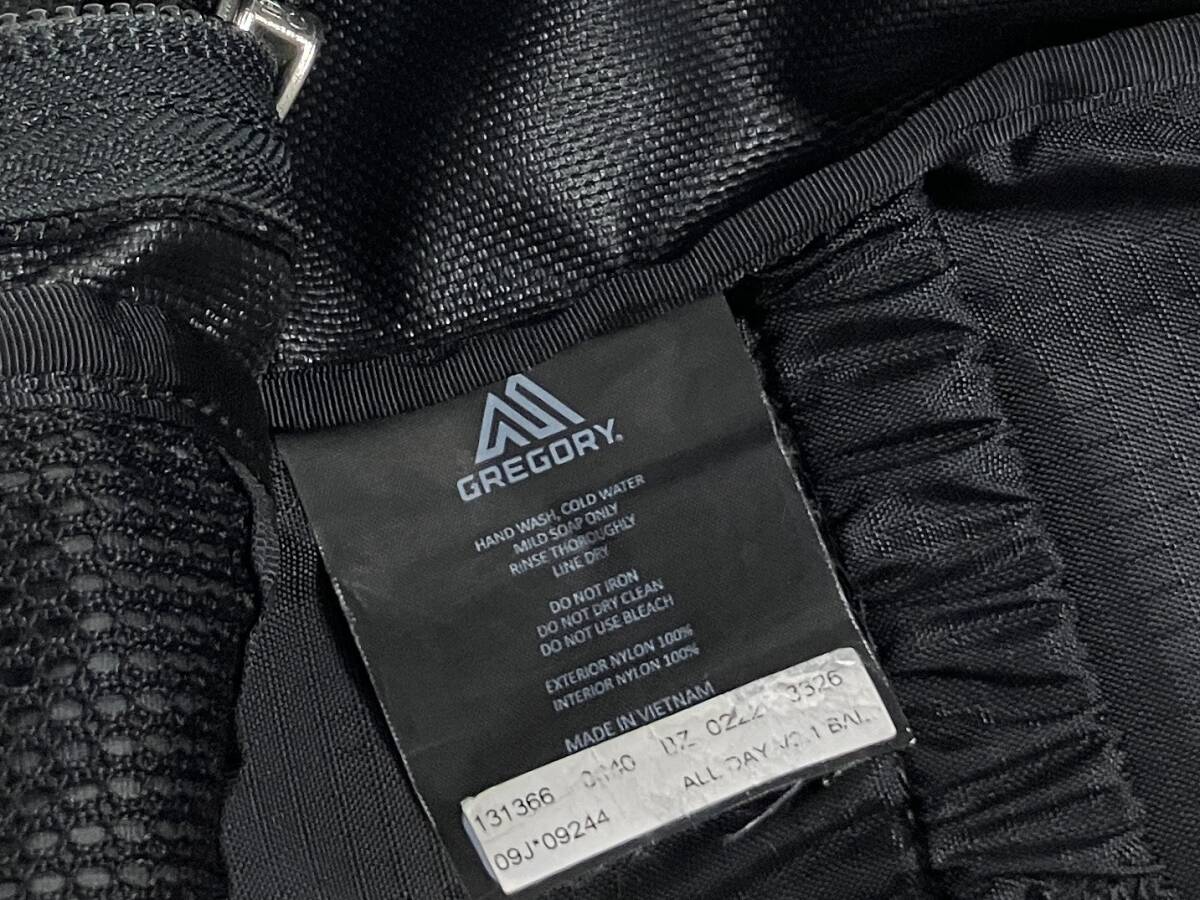 GREGORY.
HAND WASH, COLD WATER
MILD SOAP ONLY
RINSE THOROUGHLY
LINE DRY
DO NOT IRON
DO NOT DRY CLEAN
DO NOT USE BLEACH
EXTERIOR NYLON 100%
INTERIOR NYLON 100%
MADE IN VIETNAM
131366 3326
09J*09244 ALL DAY V2.1